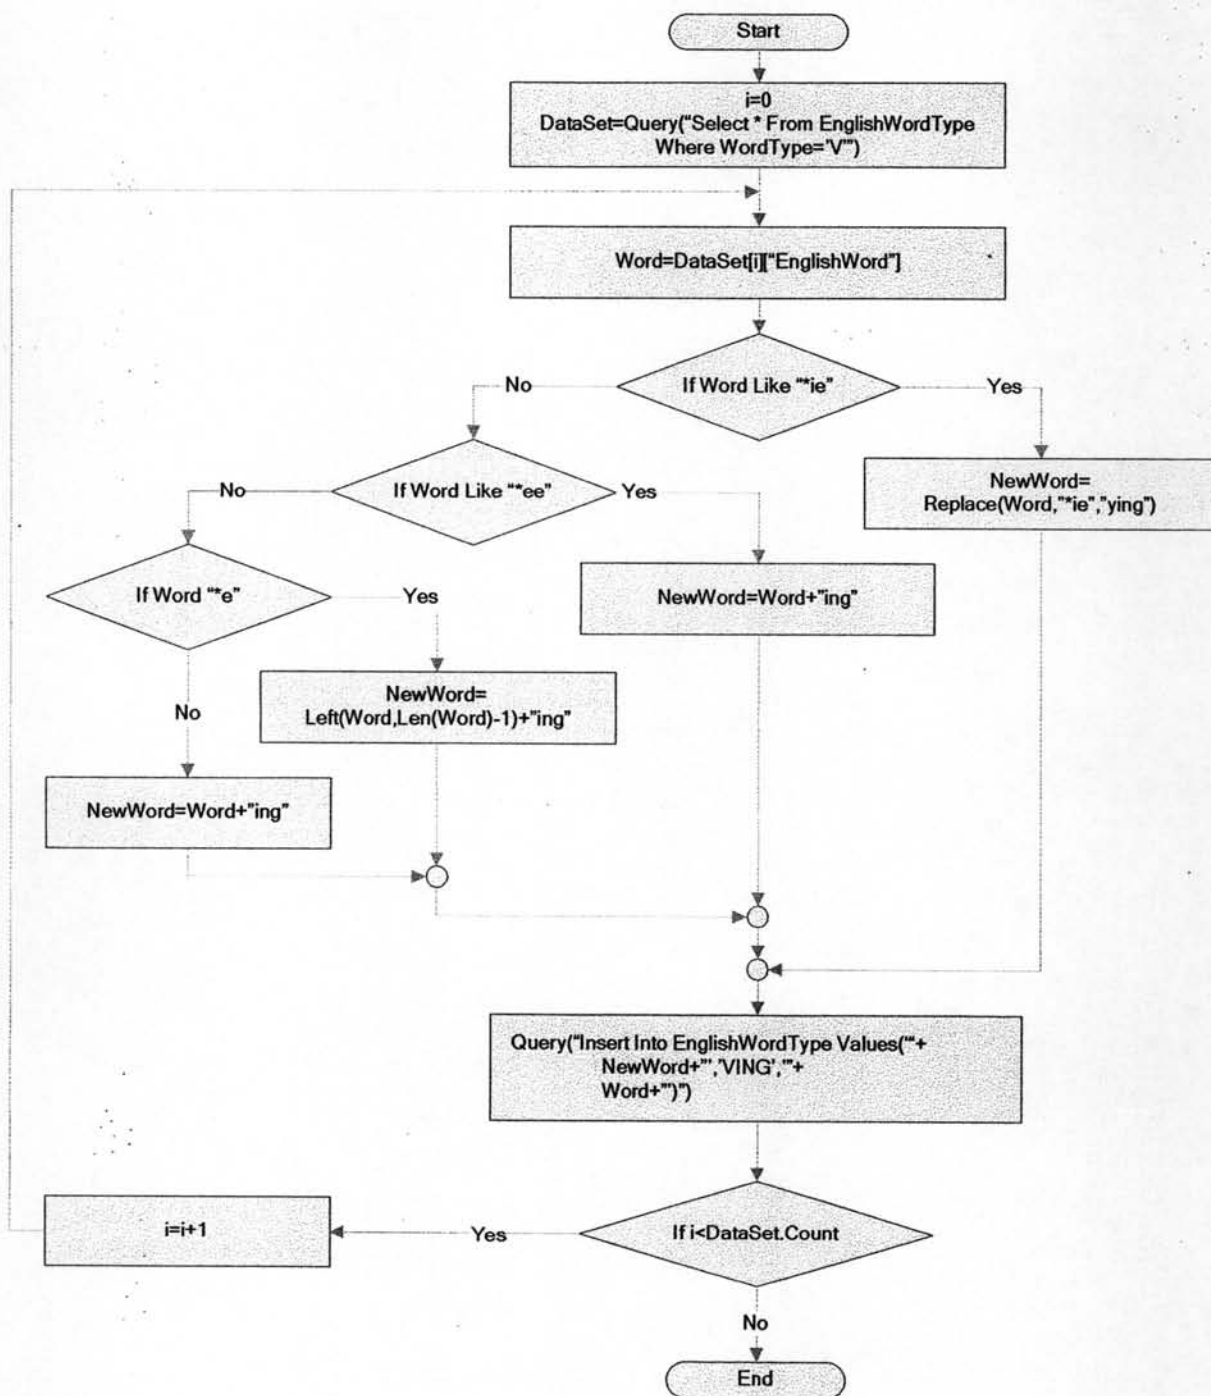 Start
i=0
DataSet=Query("Select * From EnglishWordType
Where WordType='V'")
Word=DataSet[i]["EnglishWord"]
If Word Like "*ie"
No
Yes
If Word Like "*ee"
No
Yes
NewWord=
Replace(Word,"*ie","ying")
If Word "*e"
Yes
NewWord=Word+"ing"
No
NewWord=
Left(Word,Len(Word)-1)+"ing"
NewWord=Word+"ing"
Query("Insert Into EnglishWordType Values('"+
NewWord+"','VING','"+
Word+"')")
If i<DataSet.Count
Yes
i=i+1
No
End